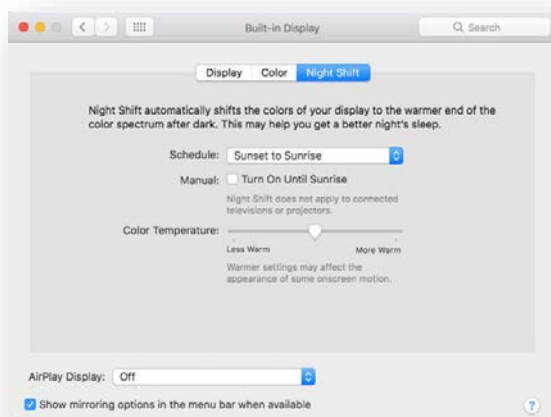 Built-in Display
Search
Display Color Night Shift
Night Shift automatically shifts the colors of your display to the warmer end of the
color spectrum after dark. This may help you get a better night's sleep.
Schedule: Sunset to Sunrise
Manual: Turn On Until Sunrise
Night Shift does not apply to connected
televisions or projectors.
Color Temperature:
Less Warm More Warm
Warmer settings may affect the
appearance of some onscreen motion.
AirPlay Display: Off
Show mirroring options in the menu bar when available
?